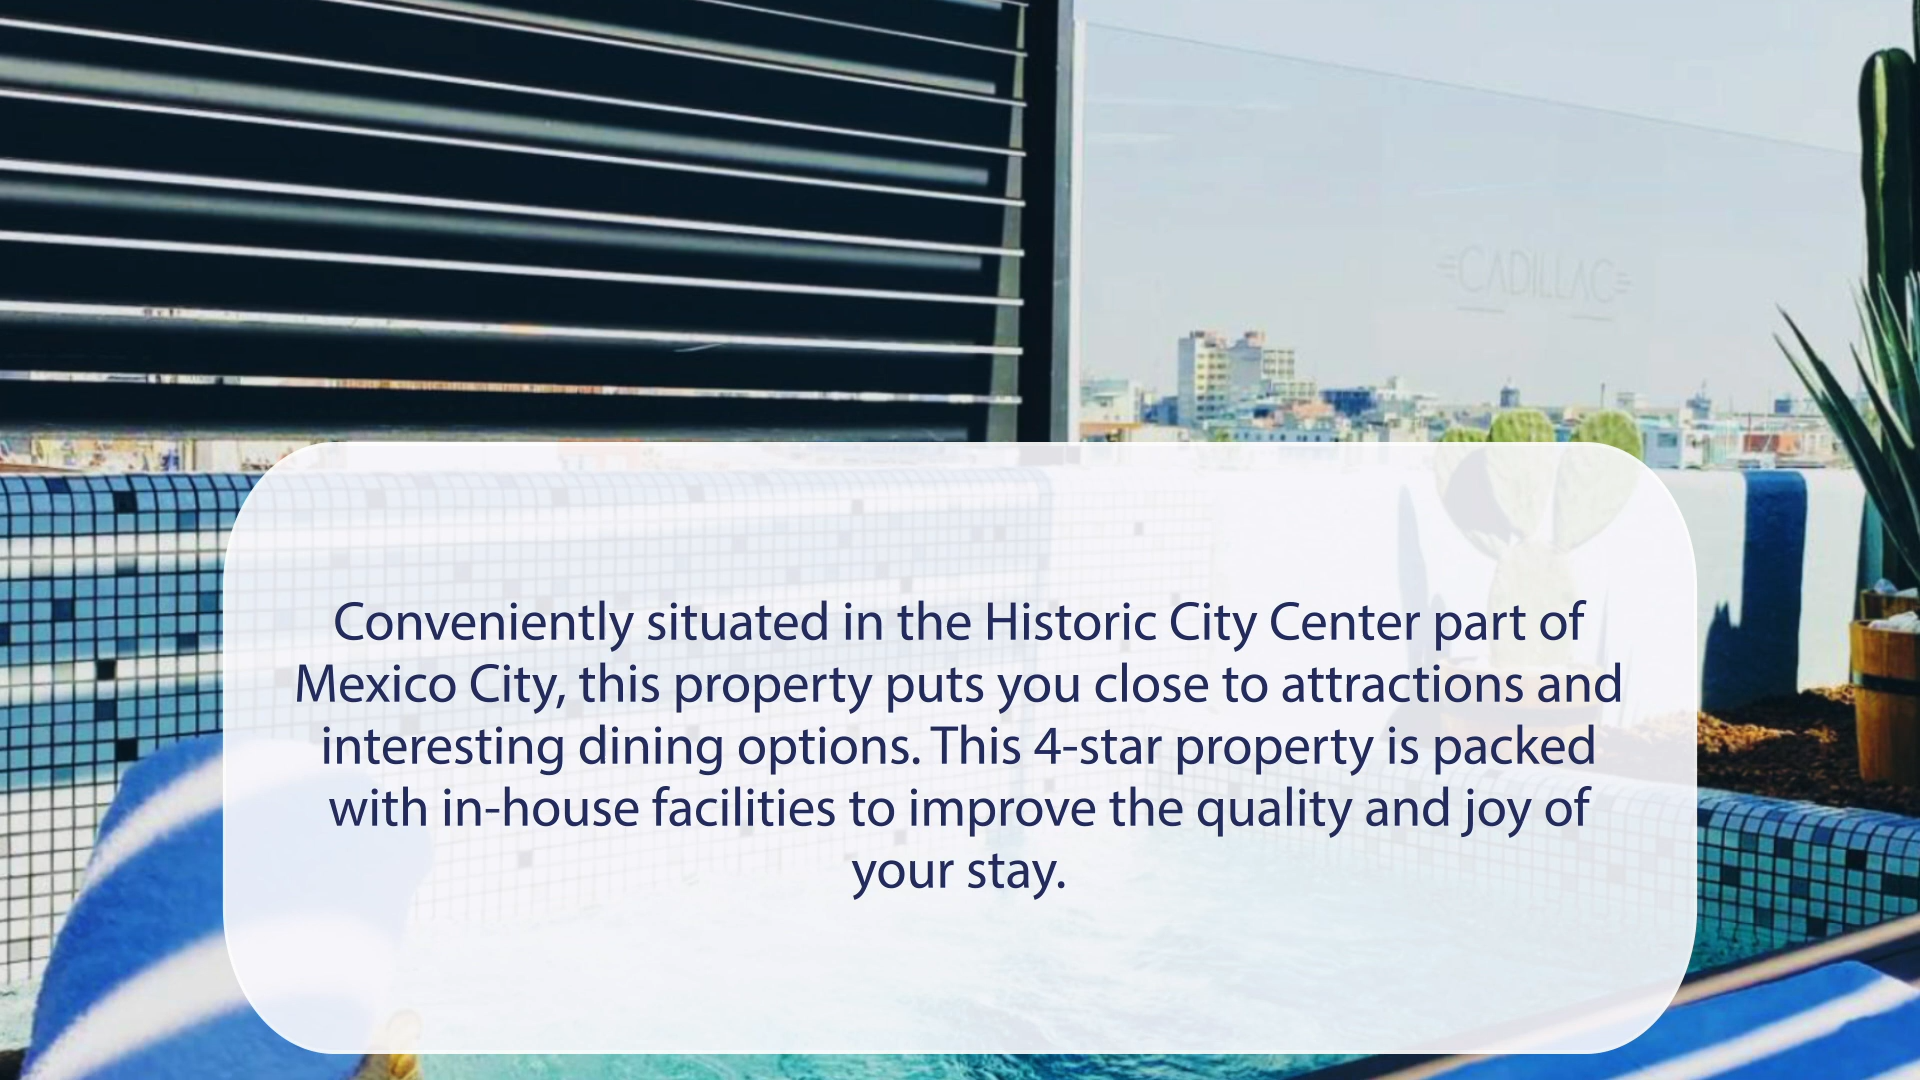 CADILLAC
Conveniently situated in the Historic City Center part of
Mexico City, this property puts you close to attractions and
interesting dining options. This 4-star property is packed
with in-house facilities to improve the quality and joy of
your stay.